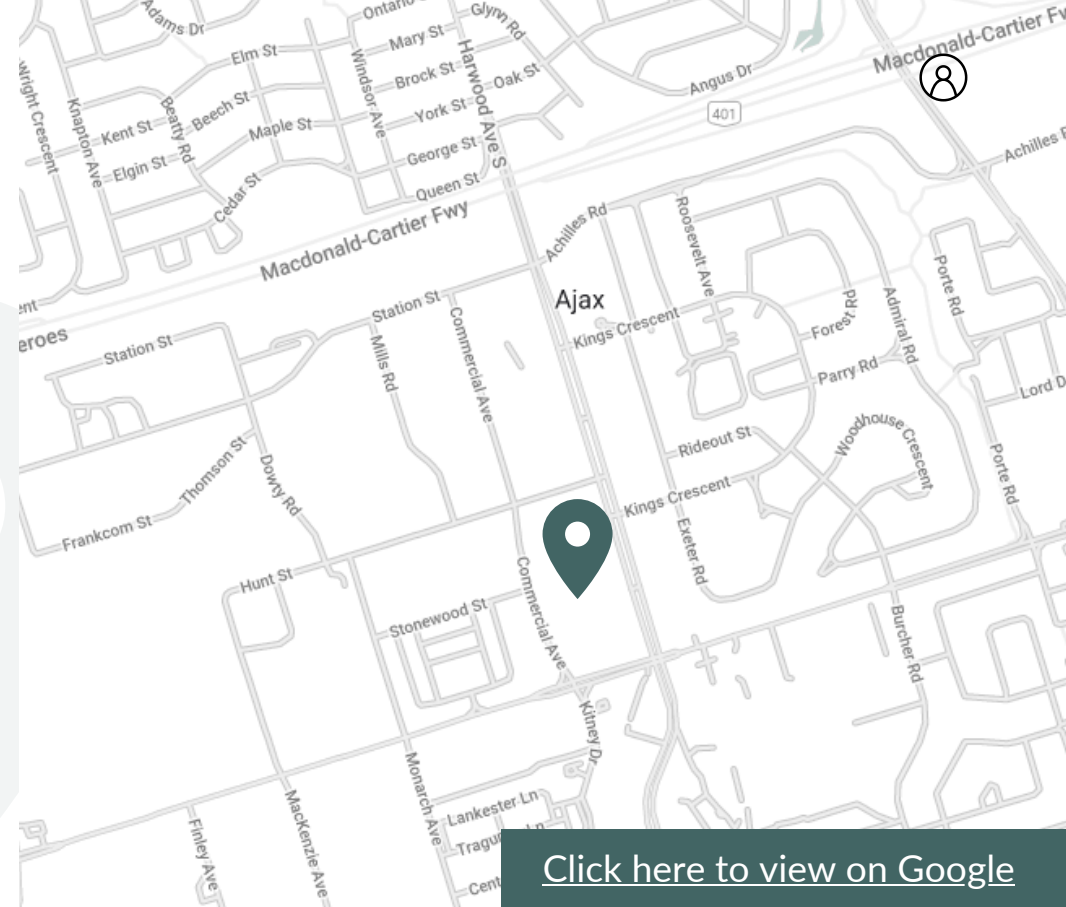 Adams Dr
Ontario
Glynn Rd
Elm St
Mary St
Macdonald-Cartier
Windsor Ave
Harwood Ave S
Brock St
Oak St
Angus Dr
Wright Crescent
Knapton Ave
Beatty Rd
Beech St
York St
401
Kent St
Maple St
Achilles
George St
Elgin St
Queen St
Cedar St
Roosevelt Ave
Macdonald-Cartier Fwy
Achilles Rd
Porte Rd
Ajax
Station St
Commercial Ave
Kings Crescent
Forest Rd
Admiral Rd
eroes
Station St
Mills Rd
Parry Rd
Lord D
Thomson St
Rideout St
Woodhouse Crescent
Dowty Rd
Porte Rd
Kings Crescent
Frankcom St
Exeter Rd
Hunt St
Commercial Ave
Stonewood St
Burcher Rd
Kitney Dr
Monarch Ave
MacKenzie Ave
Lankester Ln
Finley Ave
Cent
Click here to view on Google